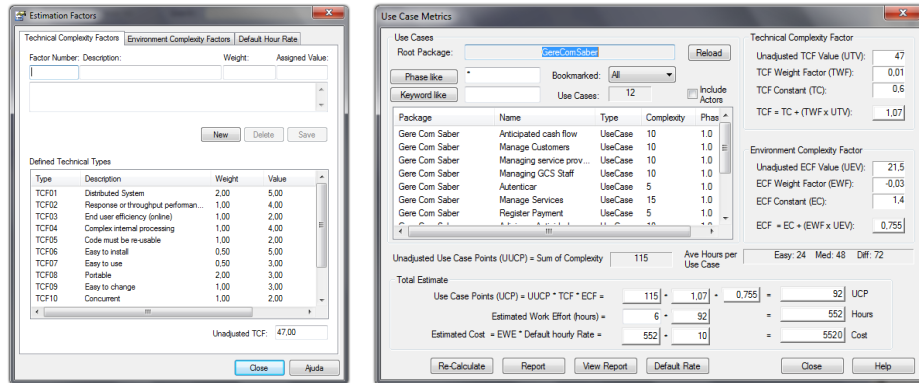 Estimation Factors
Technical Complexity Factors Environment Complexity Factors Default Hour Rate
Factor Number: Description: Weight: Assigned Value:
New Delete Save
Defined Technical Types
Type Description Weight Value
TCF01 Distributed System 2,00 5,00
TCF02 Response or throughput performan... 1,00 4,00
TCF03 End user efficiency (online) 1,00 2,00
TCF04 Complex internal processing 1,00 4,00
TCF05 Code must be re-usable 1,00 2,00
TCF06 Easy to install 0,50 5,00
TCF07 Easy to use 0,50 3,00
TCF08 Portable 2,00 3,00
TCF09 Easy to change 1,00 3,00
TCF10 Concurrent 1,00 2,00
Unadjusted TCF: 47,00
Close Ajuda
Use Case Metrics
Use Cases
Root Package: GereComSaber Reload
Phase like * Bookmarked: All
Keyword like Use Cases: 12 Include Actors
Package Name Type Complexity Phas
Gere Com Saber Anticipated cash flow UseCase 10 1.0
Gere Com Saber Manage Customers UseCase 10 1.0
Gere Com Saber Managing service prov... UseCase 10 1.0
Gere Com Saber Managing GCS Staff UseCase 10 1.0
Gere Com Saber Autenticar UseCase 5 1.0
Gere Com Saber Manage Services UseCase 15 1.0
Gere Com Saber Register Payment UseCase 5 1.0
Technical Complexity Factor
Unadjusted TCF Value (UTV): 47
TCF Weight Factor (TWF): 0,01
TCF Constant (TC): 0,6
TCF = TC + (TWF x UTV): 1,07
Environment Complexity Factor
Unadjusted ECF Value (UEV): 21,5
ECF Weight Factor (EWF): -0,03
ECF Constant (EC): 1,4
ECF = EC + (EWF x UEV): 0,755
Unadjusted Use Case Points (UUCP) = Sum of Complexity 115 Ave Hours per Use Case Easy: 24 Med: 48 Diff: 72
Total Estimate
Use Case Points (UCP) = UUCP * TCF * ECF = 115 * 1,07 * 0,755 = 92 UCP
Estimated Work Effort (hours) = 6 * 92 = 552 Hours
Estimated Cost = EWE * Default hourly Rate = 552 * 10 = 5520 Cost
Re-Calculate Report View Report Default Rate Close Help